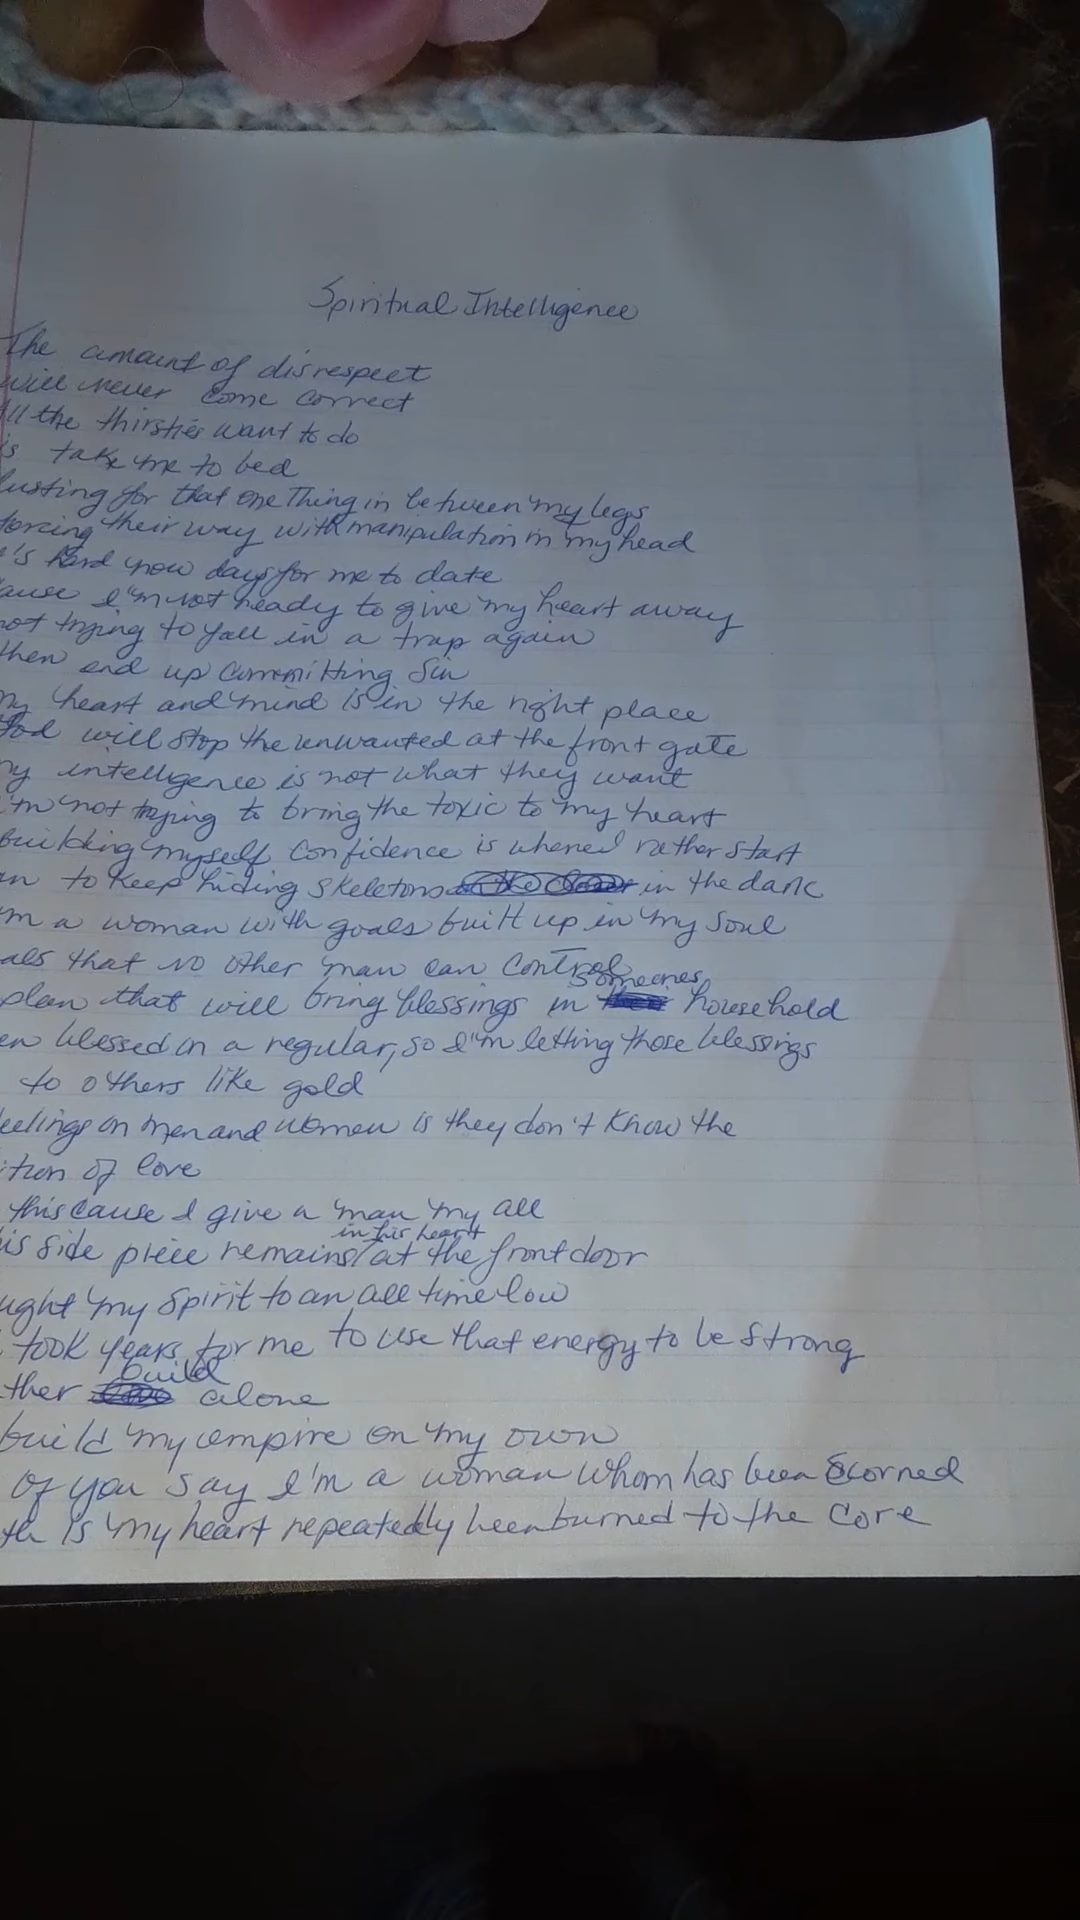 Spiritual Intelligence
The amount of disrespect
will never come correct
All the thirsties want to do
is take me to bed
lusting for that one Thing in between my legs
forcing their way with manipulation in my head
t's hard now days for me to date
ause I'm not ready to give my heart away
not trying to fall in a trap again
then end up committing Sin
my heart and mind is in the right place
God will stop the unwanted at the front gate
my intelligence is not what they want
i'm not trying to bring the toxic to my heart
Building myself Confidence is where I rather start
an to keep hiding skeletons in the dark
m a woman with goals built up in my soul
als that no other man can control
plan that will bring blessings in someones household
en blessed on a regular, so I'm letting those blessings
to others like gold
eelings on men and women is they don't know the
ition of love
this cause I give a man my all
is side piece remains in his heart at the front door
ught my Spirit to an all time low
took years for me to use that energy to be strong
ther build alone
build my empire on my own
Of you say I'm a woman whom has been Scorned
th is my heart repeatedly been burned to the core